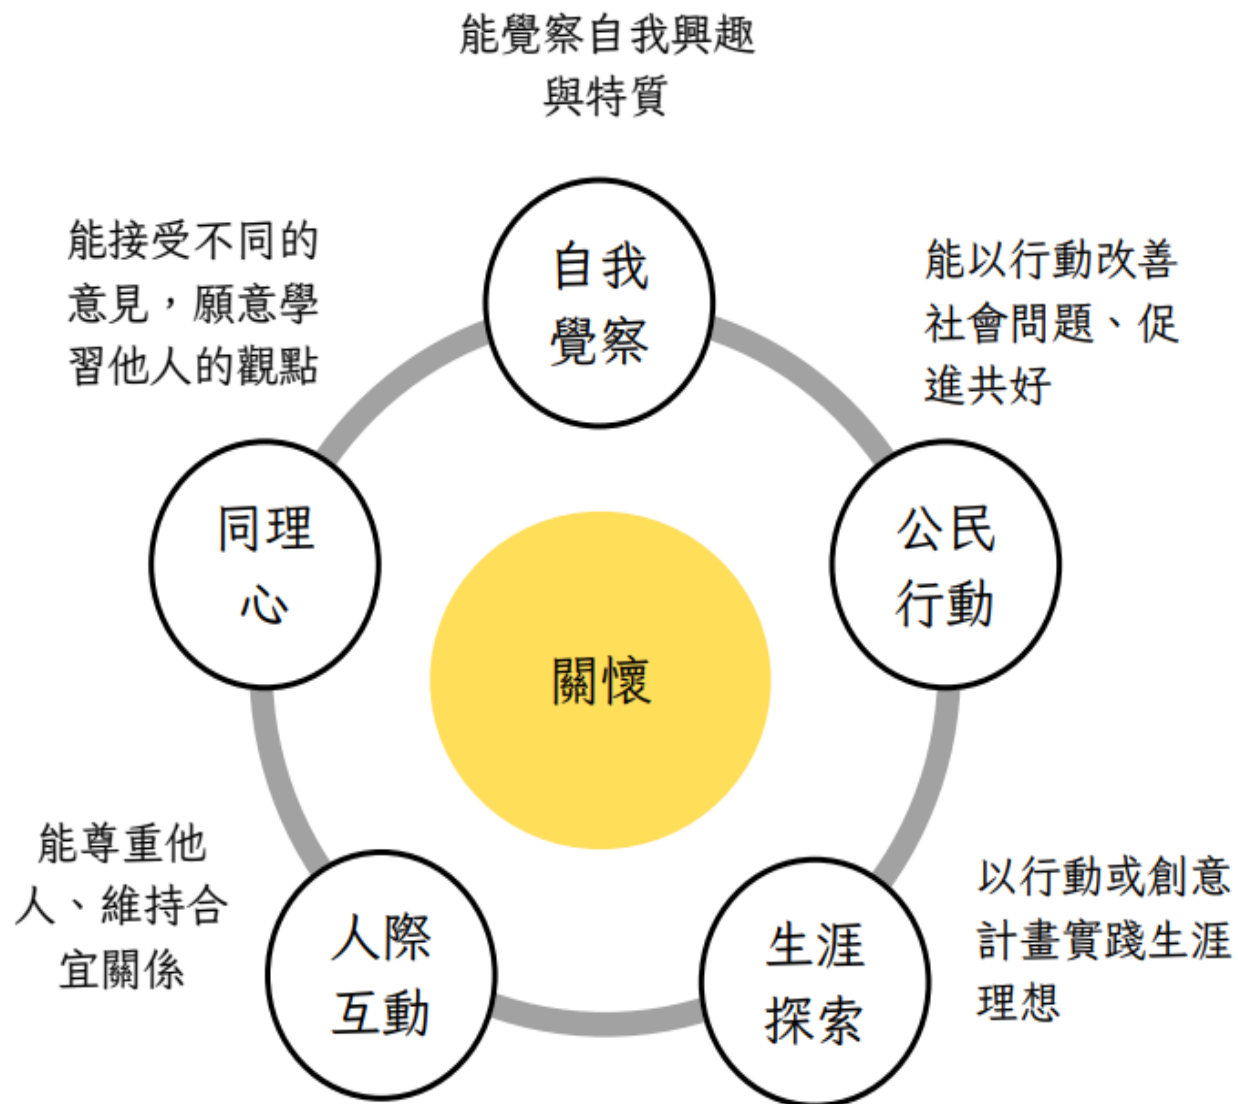 能覺察自我興趣
與特質
自我
覺察
能以行動改善
社會問題、促
進共好
公民
行動
以行動或創意
計畫實踐生涯
理想
生涯
探索
能尊重他
人、維持合
宜關係
人際
互動
能接受不同的
意見，願意學
習他人的觀點
同理
心
關懷